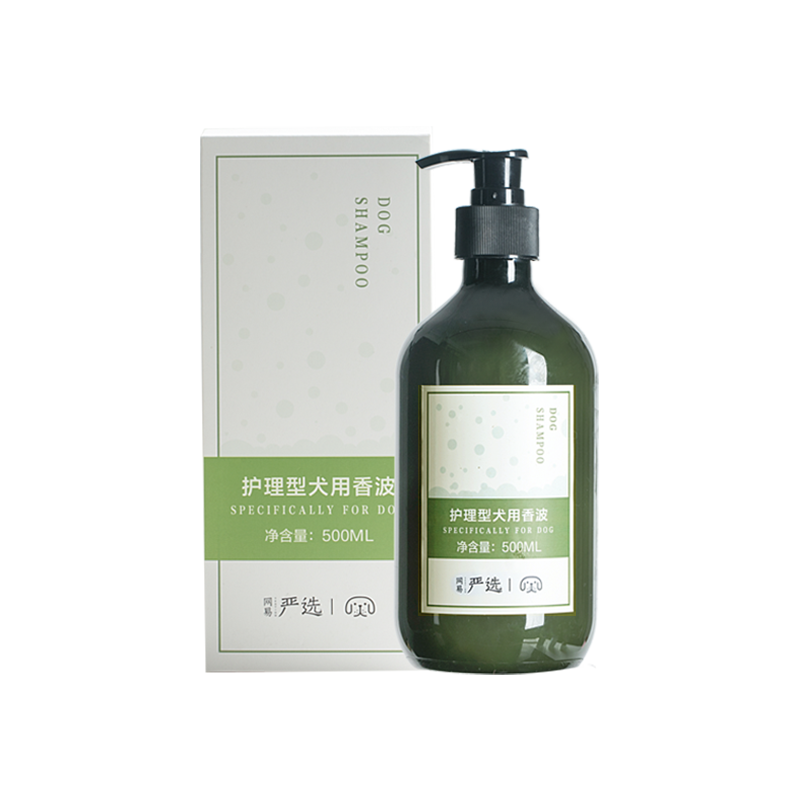 DOG
SHAMPOO
护理型犬用香波
SPECIFICALLY FOR DO
净含量：500ML
网易 严选
DOG
SHAMPOO
护理型犬用香波
SPECIFICALLY FOR DOG
净含量：500ML
网易 严选